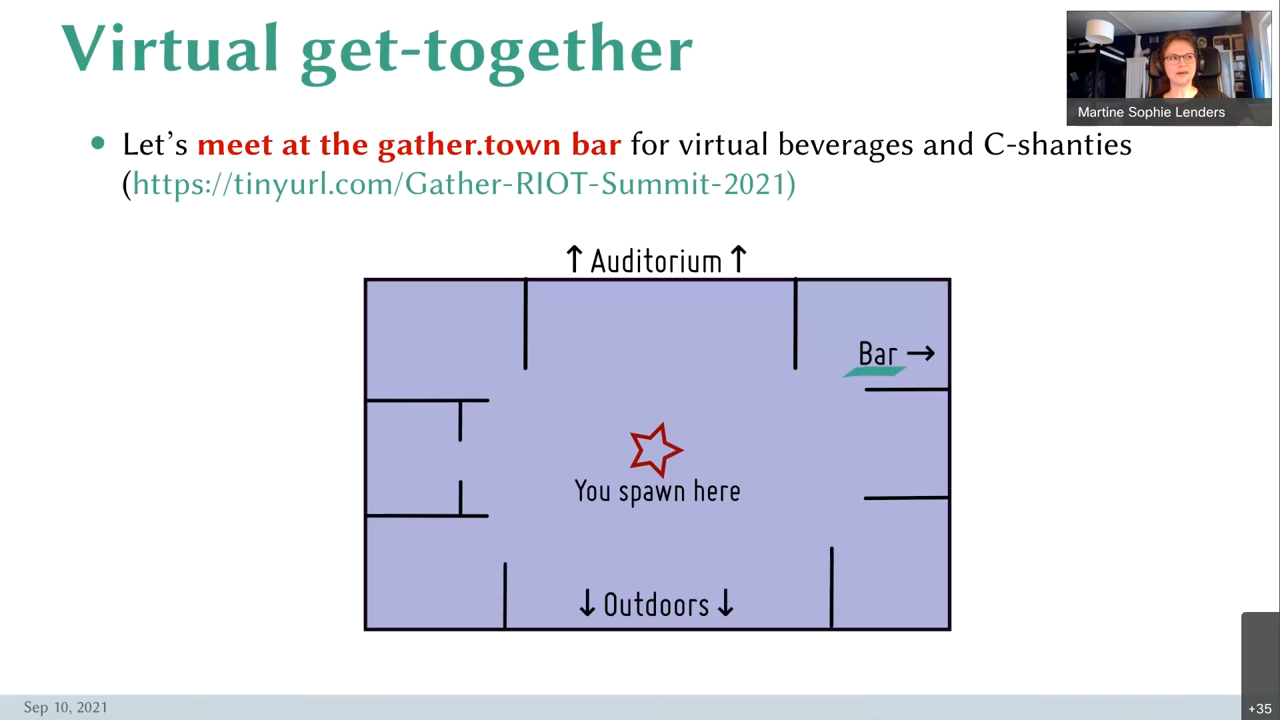 Virtual get-together
Martine Sophie Lenders
• Let’s meet at the gather.town bar for virtual beverages and C-shanties
(https://tinyurl.com/Gather-RIOT-Summit-2021)
↑ Auditorium ↑
Bar →
You spawn here
↓ Outdoors ↓
Sep 10, 2021
+35